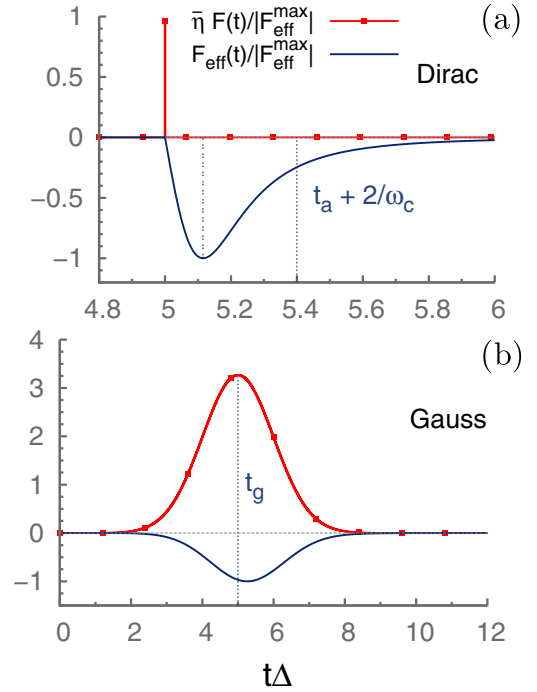 η̄ F(t)/|F_eff^max|
F_eff(t)/|F_eff^max|
(a)
Dirac
1
0.5
0
−0.5
−1
t_a + 2/ω_c
4.8 5 5.2 5.4 5.6 5.8 6
(b)
Gauss
4
3
2
1
0
−1
t_g
0 2 4 6 8 10 12
tΔ